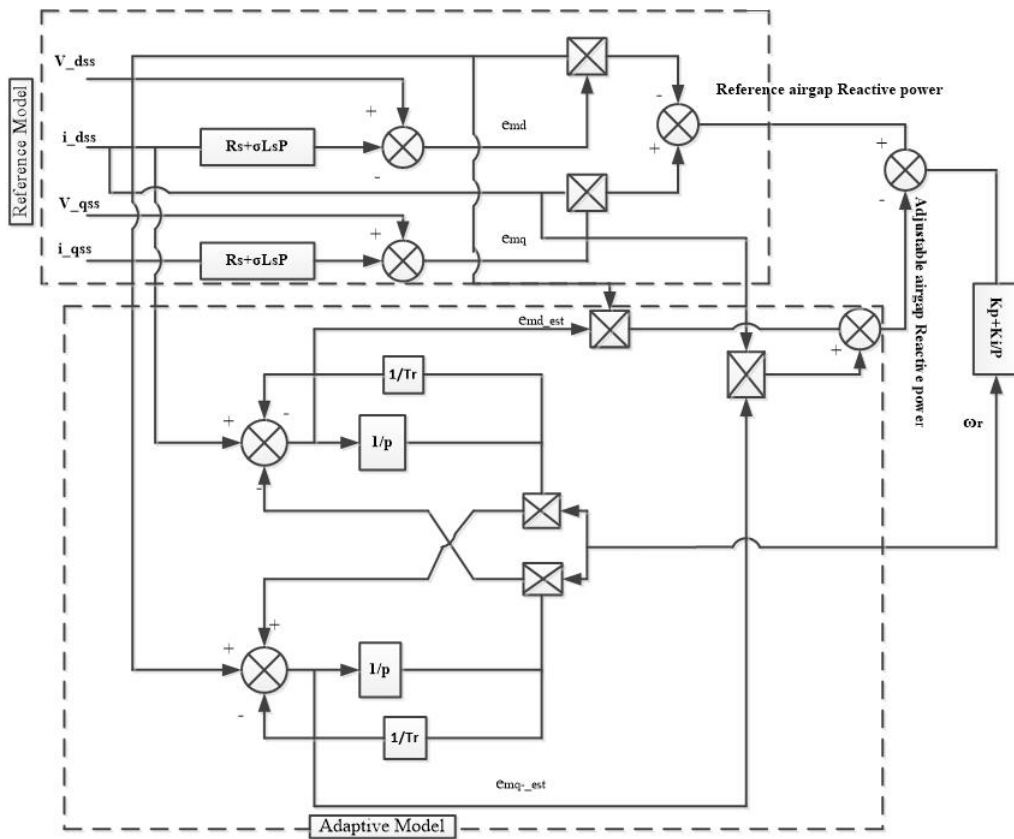 V_dss
Reference airgap Reactive power
-
+
emd
+
i_dss
Rs+σLsP
-
Reference Model
+
-
V_qss
+
emq
i_qss
Rs+σLsP
-
Adjustable airgap Reactive power
Kp+Ki/P
emd_est
+
1/Tr
-
+
1/p
ωr
-
+
+
1/p
-
1/Tr
emq-_est
Adaptive Model